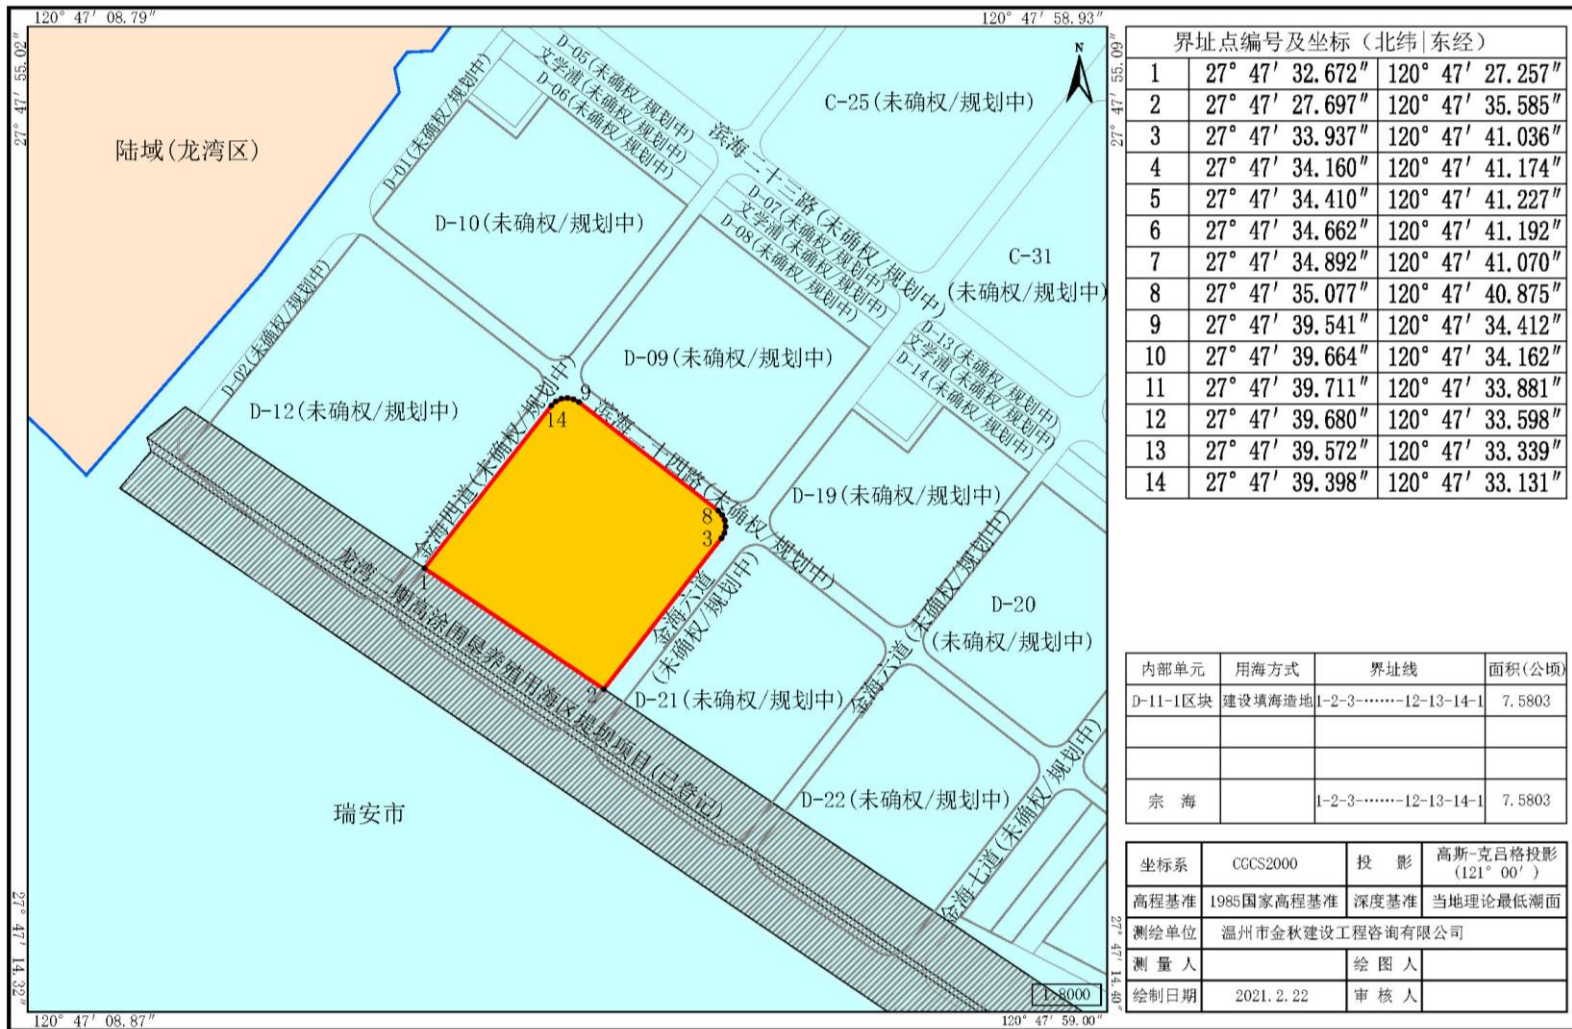 120° 47′ 08.79″
120° 47′ 58.93″
27° 47′ 55.02″
27° 47′ 55.09″
N
陆域(龙湾区)
D-01(未确权/规划中)
D-05(未确权/规划中)
文学浦(未确权/规划中)
D-06(未确权/规划中)
C-25(未确权/规划中)
滨海二十三路(未确权/规划中)
D-10(未确权/规划中)
D-07(未确权/规划中)
文学浦(未确权/规划中)
D-08(未确权/规划中)
C-31
(未确权/规划中)
D-02(未确权/规划中)
D-09(未确权/规划中)
D-13(未确权/规划中)
文学浦(未确权/规划中)
D-14(未确权/规划中)
D-12(未确权/规划中)
9
14
滨海二十四路(未确权/规划中)
金海四道(未确权/规划中)
8
3
D-19(未确权/规划中)
1
2
金海六道
(未确权/规划中)
D-20
(未确权/规划中)
金海六道(未确权/规划中)
D-21(未确权/规划中)
龙湾二期高涂围垦养殖用海区堤坝项目(已登记)
D-22(未确权/规划中)
金海七道(未确权/规划中)
瑞安市
1:8000
27° 47′ 14.32″
27° 47′ 14.40″
120° 47′ 08.87″
120° 47′ 59.00″
界址点编号及坐标（北纬|东经）
1 27° 47′ 32.672″ 120° 47′ 27.257″
2 27° 47′ 27.697″ 120° 47′ 35.585″
3 27° 47′ 33.937″ 120° 47′ 41.036″
4 27° 47′ 34.160″ 120° 47′ 41.174″
5 27° 47′ 34.410″ 120° 47′ 41.227″
6 27° 47′ 34.662″ 120° 47′ 41.192″
7 27° 47′ 34.892″ 120° 47′ 41.070″
8 27° 47′ 35.077″ 120° 47′ 40.875″
9 27° 47′ 39.541″ 120° 47′ 34.412″
10 27° 47′ 39.664″ 120° 47′ 34.162″
11 27° 47′ 39.711″ 120° 47′ 33.881″
12 27° 47′ 39.680″ 120° 47′ 33.598″
13 27° 47′ 39.572″ 120° 47′ 33.339″
14 27° 47′ 39.398″ 120° 47′ 33.131″
内部单元 用海方式 界址线 面积(公顷)
D-11-1区块 建设填海造地 1-2-3-……-12-13-14-1 7.5803
宗 海 1-2-3-……-12-13-14-1 7.5803
坐标系 CGCS2000 投 影 高斯-克吕格投影
(121° 00′ )
高程基准 1985国家高程基准 深度基准 当地理论最低潮面
测绘单位 温州市金秋建设工程咨询有限公司
测 量 人 绘 图 人
绘制日期 2021.2.22 审 核 人